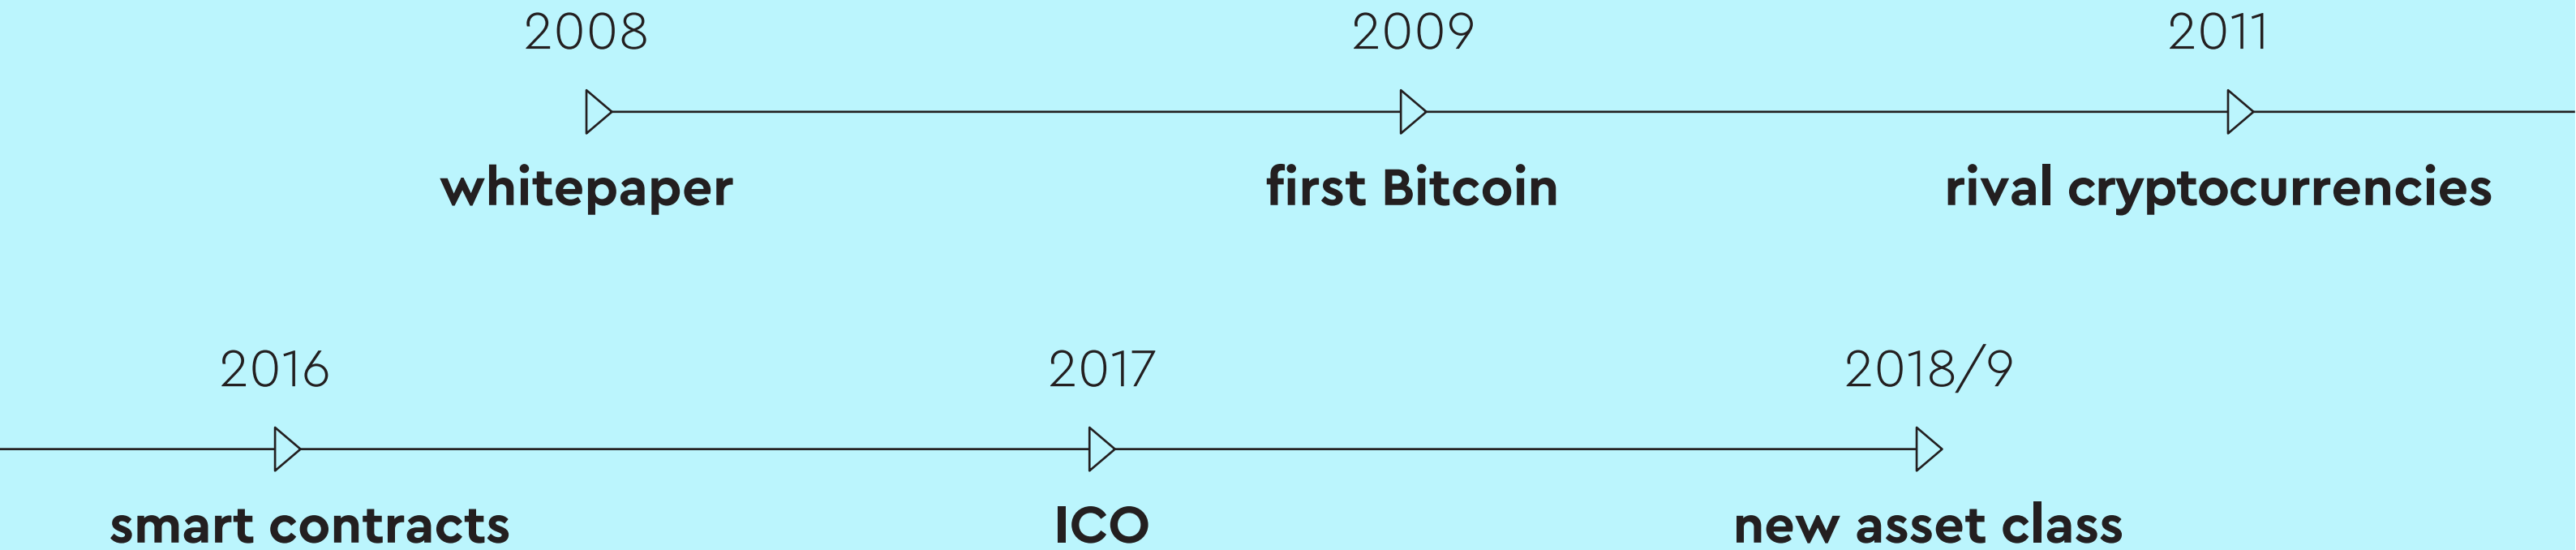 2008 2009 2011
whitepaper first Bitcoin rival cryptocurrencies
2016 2017 2018/9
smart contracts ICO new asset class